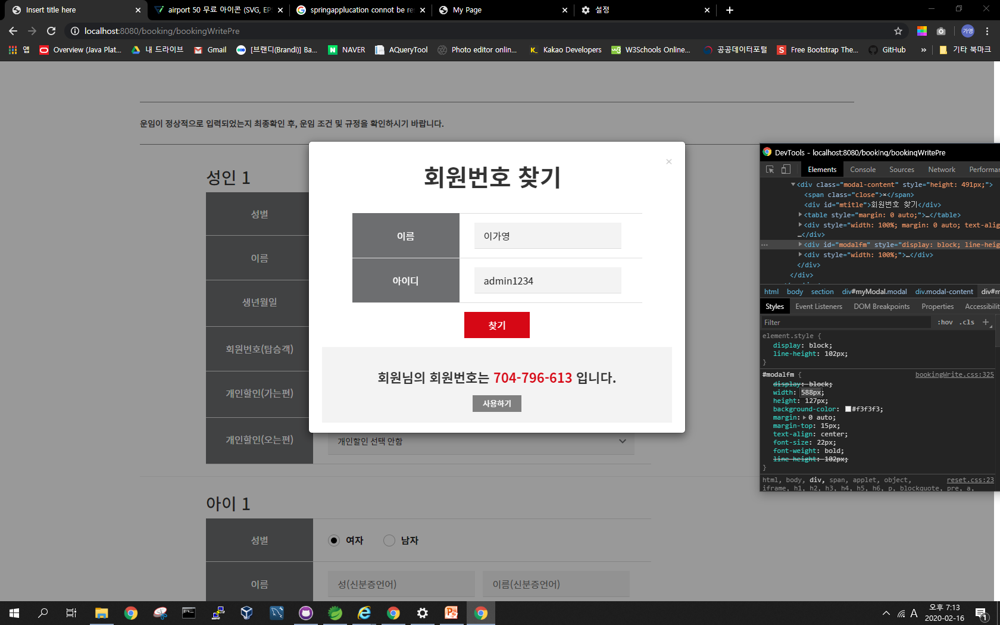 Insert title here
airport 50 무료 아이콘 (SVG, EP
springapplucation connot be re
My Page
설정
localhost:8080/booking/bookingWritePre
가영
앱
Overview (Java Plat...
내 드라이브
Gmail
[브랜디(Brandi)] Ba...
NAVER
AQueryTool
Photo editor onlin...
Kakao Developers
W3Schools Online...
공공데이터포털
Free Bootstrap The...
GitHub
»
기타 북마크
운임이 정상적으로 입력되었는지 최종확인 후, 운임 조건 및 규정을 확인하시기 바랍니다.
성인 1
성별
이름
생년월일
회원번호(탑승객)
개인할인(가는편)
개인할인(오는편)
개인할인 선택 안함
×
회원번호 찾기
이름
이가영
아이디
admin1234
찾기
회원님의 회원번호는 704-796-613 입니다.
사용하기
아이 1
성별
여자
남자
이름
성(신분증언어)
이름(신분증언어)
DevTools - localhost:8080/booking/bookingWritePre
Elements
Console
Sources
Network
Performan
<div class="modal-content" style="height: 491px;">
<span class="close">×</span>
<div id="mtitle">회원번호 찾기</div>
<table style="margin: 0 auto;">…</table>
<div style="width: 100%; margin: 0 auto; text-alig
…</div>
<div id="modalfm" style="display: block; line-heig
<div style="width: 100%;">…</div>
</div>
</div>
html
body
section
div#myModal.modal
div.modal-content
div#m
Styles
Event Listeners
DOM Breakpoints
Properties
Accessibilit
Filter
:hov
.cls
+
element.style {
display: block;
line-height: 102px;
}
#modalfm {
bookingWrite.css:325
display: block;
width: 588px;
height: 127px;
background-color: #f3f3f3;
margin: 0 auto;
margin-top: 15px;
text-align: center;
font-size: 22px;
font-weight: bold;
line-height: 102px;
}
html, body, div, span, applet, object,
reset.css:23
iframe, h1, h2, h3, h4, h5, h6, p, blockquote, pre, a,
A
오후 7:13
2020-02-16
1